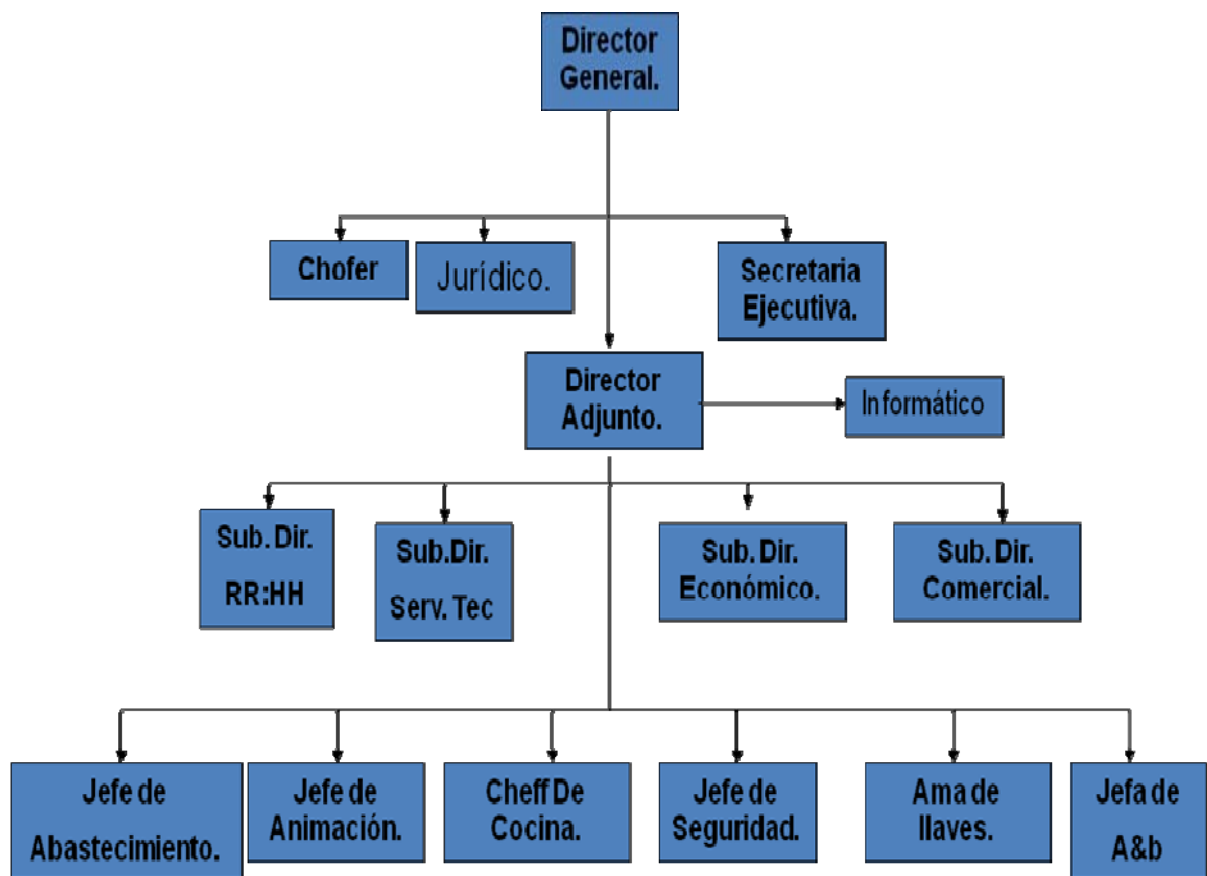 Director
General.
Chofer
Jurídico.
Secretaria
Ejecutiva.
Director
Adjunto.
Informático
Sub. Dir.
RR:HH
Sub.Dir.
Serv. Tec
Sub. Dir.
Económico.
Sub. Dir.
Comercial.
Jefe de
Abastecimiento.
Jefe de
Animación.
Cheff De
Cocina.
Jefe de
Seguridad.
Ama de
llaves.
Jefa de
A&b